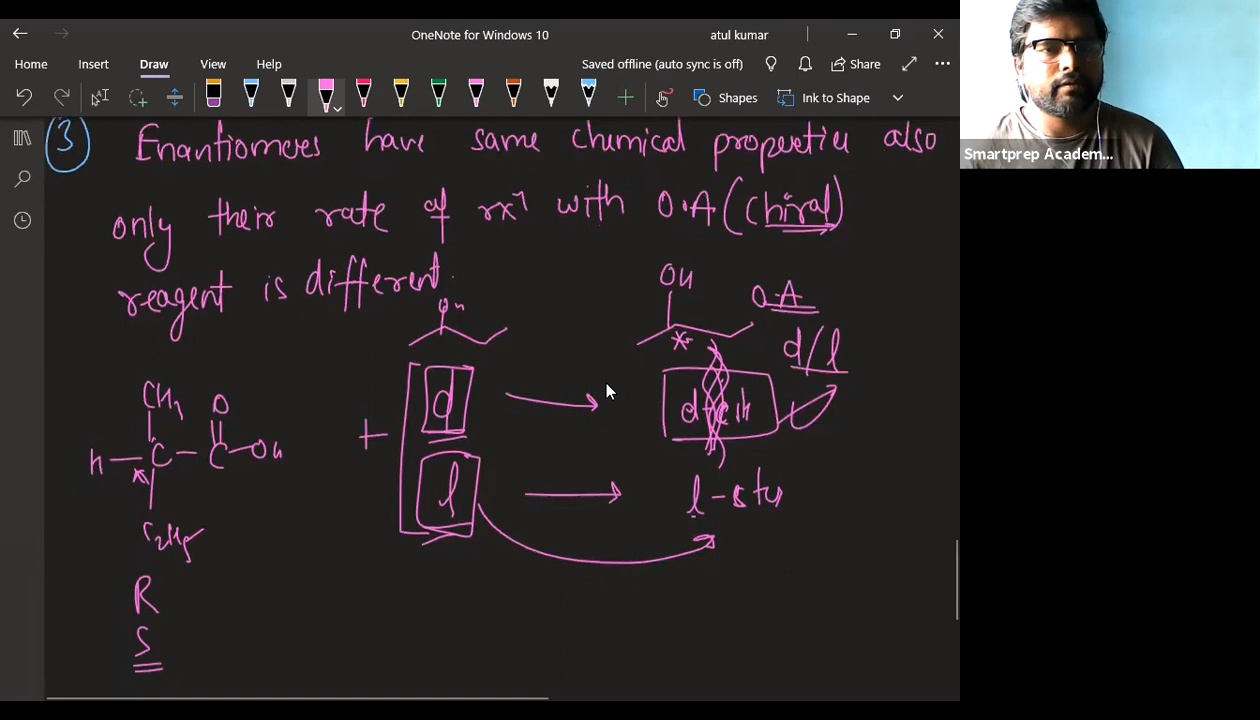 OneNote for Windows 10
atul kumar
Home Insert Draw View Help
Saved offline (auto sync is off)
Share
Shapes
Ink to Shape
Smartprep Academ...
3 Enantiomers have same chemical properties also
only their rate of rxn with O.A (Chiral)
reagent is different.
OH
OH
O.A
d/l
CH3
O
H C C OH
C2H5
+
d
l
l-
R
S